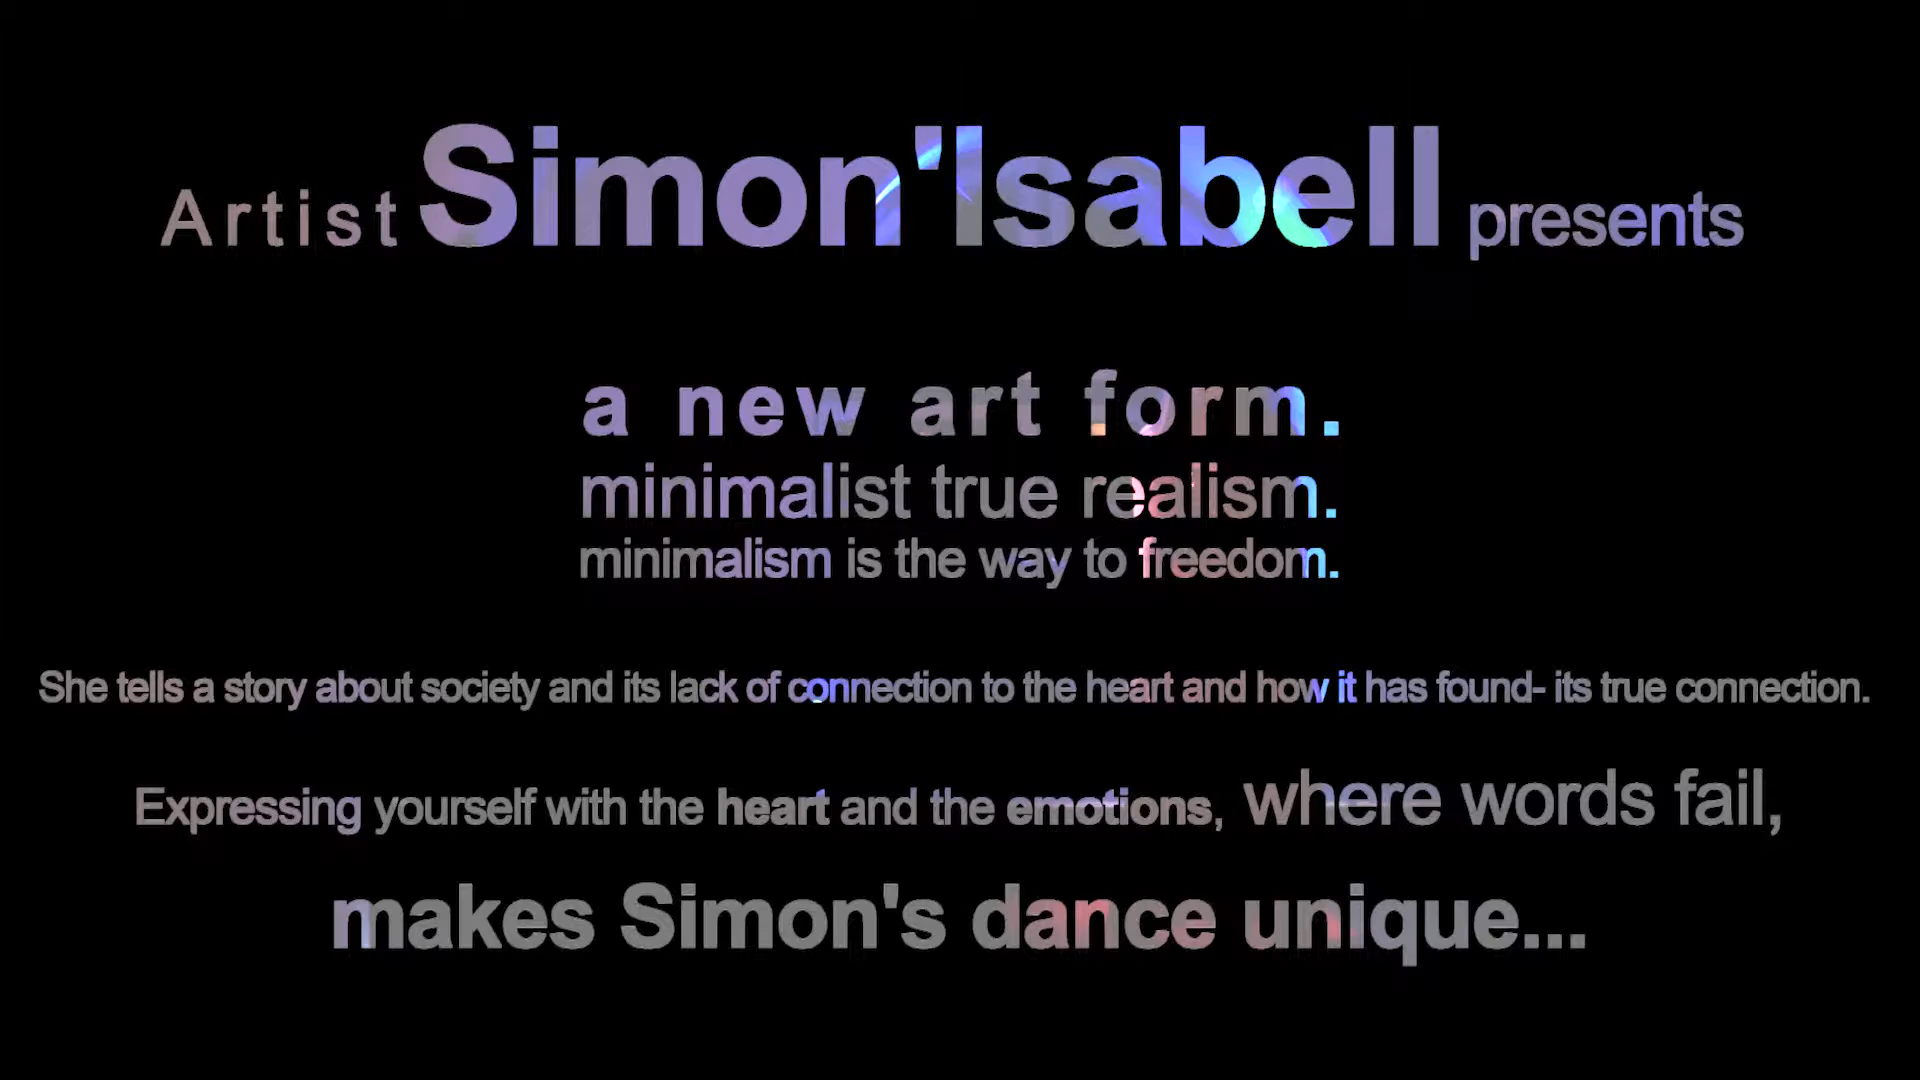 Artist Simon'Isabell presents
a new art form.
minimalist true realism.
minimalism is the way to freedom.
She tells a story about society and its lack of connection to the heart and how it has found- its true connection.
Expressing yourself with the heart and the emotions, where words fail,
makes Simon's dance unique...